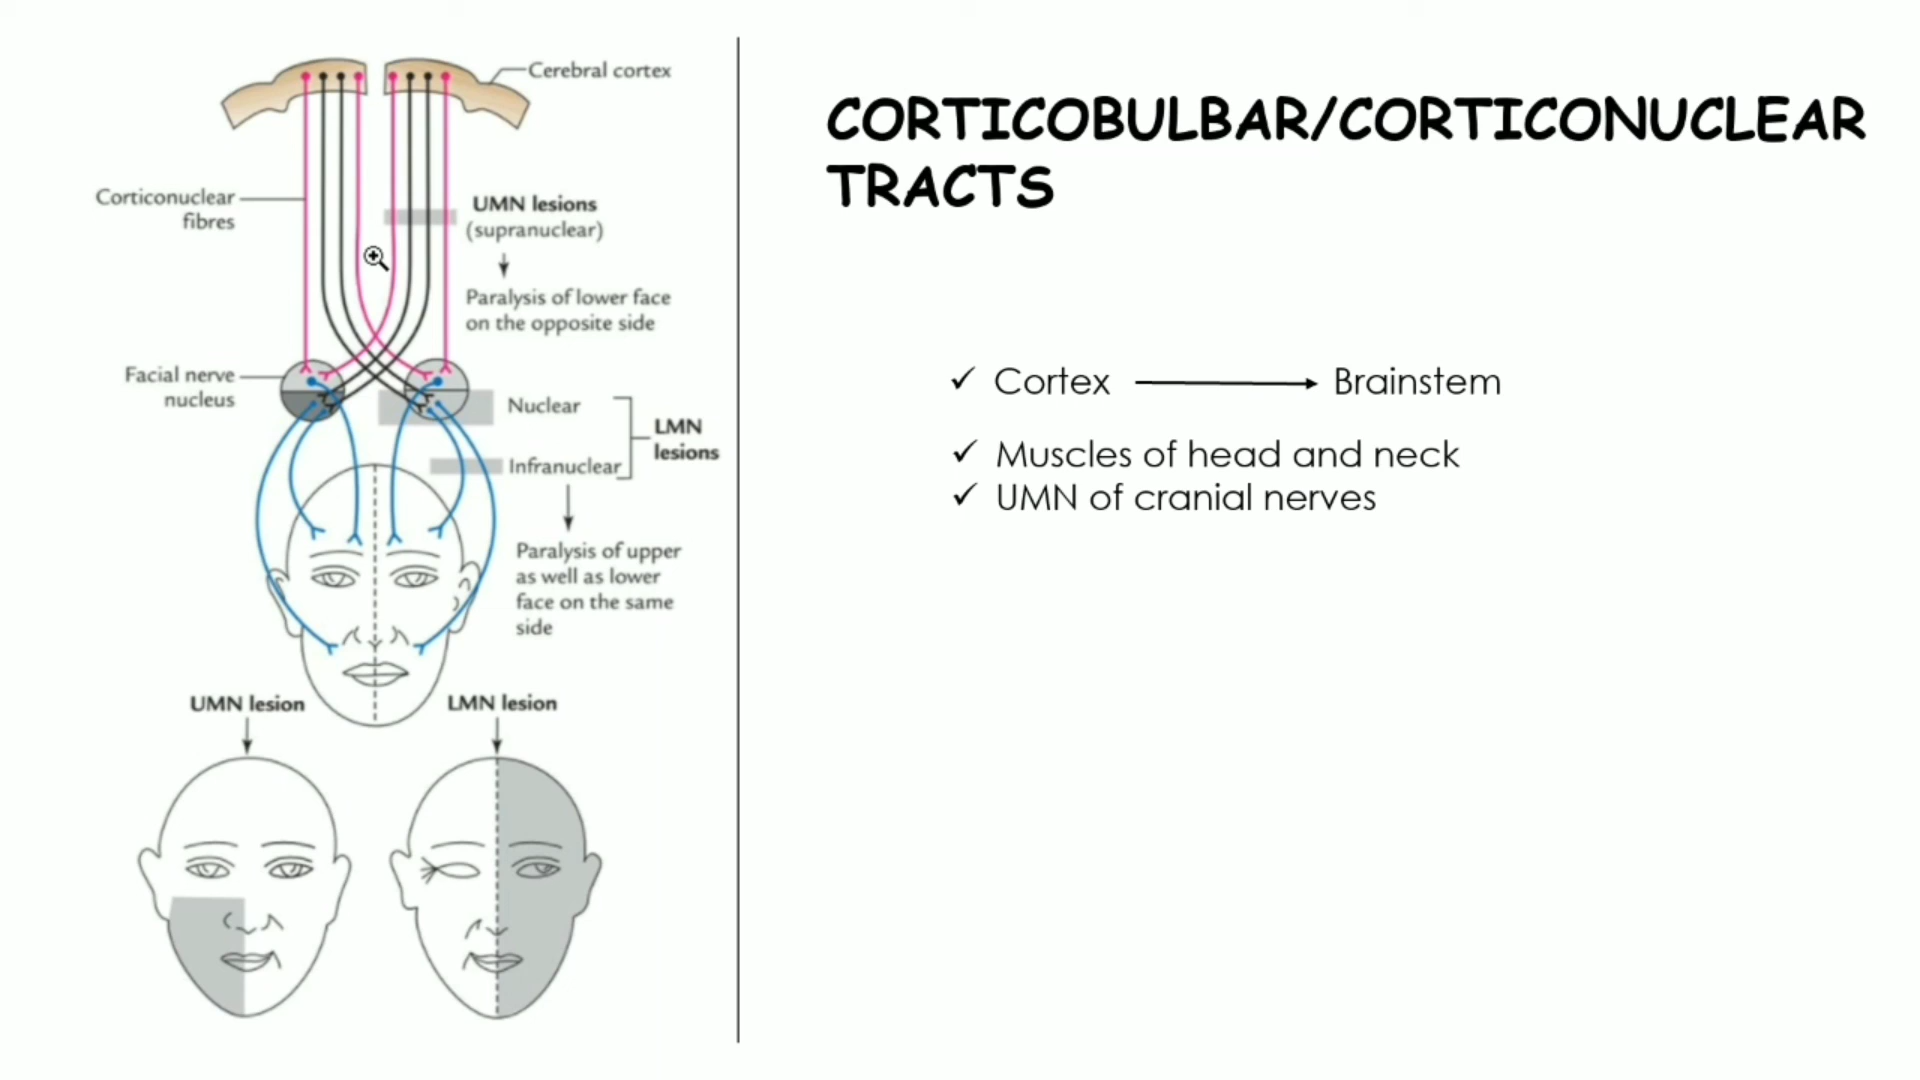 Cerebral cortex
Corticonuclear
fibres
UMN lesions
(supranuclear)
Paralysis of lower face
on the opposite side
Facial nerve
nucleus
Nuclear
LMN
lesions
Infranuclear
Paralysis of upper
as well as lower
face on the same
side
UMN lesion
LMN lesion
CORTICOBULBAR/CORTICONUCLEAR
TRACTS
✓ Cortex → Brainstem
✓ Muscles of head and neck
✓ UMN of cranial nerves